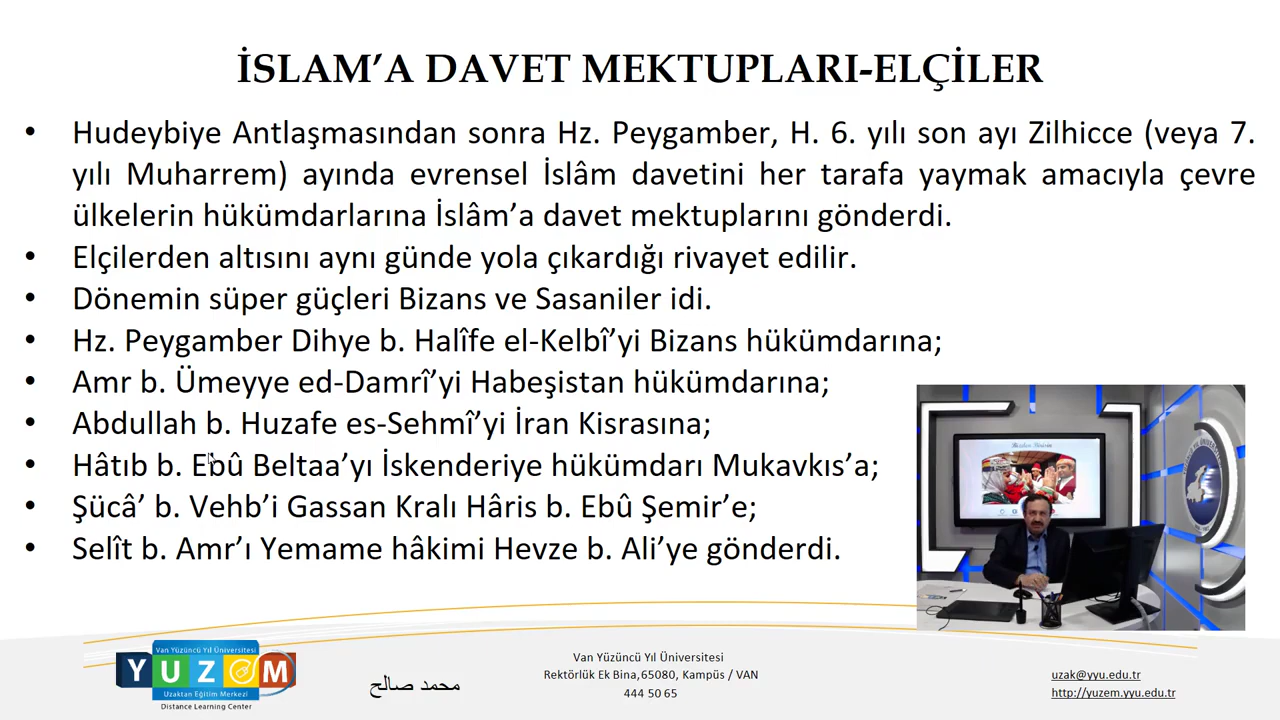 İSLAM’A DAVET MEKTUPLARI-ELÇİLER
• Hudeybiye Antlaşmasından sonra Hz. Peygamber, H. 6. yılı son ayı Zilhicce (veya 7.
yılı Muharrem) ayında evrensel İslâm davetini her tarafa yaymak amacıyla çevre
ülkelerin hükümdarlarına İslâm’a davet mektuplarını gönderdi.
• Elçilerden altısını aynı günde yola çıkardığı rivayet edilir.
• Dönemin süper güçleri Bizans ve Sasaniler idi.
• Hz. Peygamber Dihye b. Halîfe el-Kelbî’yi Bizans hükümdarına;
• Amr b. Ümeyye ed-Damrî’yi Habeşistan hükümdarına;
• Abdullah b. Huzafe es-Sehmî’yi İran Kisrasına;
• Hâtıb b. Ebû Beltaa’yı İskenderiye hükümdarı Mukavkıs’a;
• Şücâ’ b. Vehb’i Gassan Kralı Hâris b. Ebû Şemir’e;
• Selît b. Amr’ı Yemame hâkimi Hevze b. Ali’ye gönderdi.
Van Yüzüncü Yıl Üniversitesi
YUZEM
Uzaktan Eğitim Merkezi
Distance Learning Center
محمد صالح
Van Yüzüncü Yıl Üniversitesi
Rektörlük Ek Bina,65080, Kampüs / VAN
444 50 65
uzak@yyu.edu.tr
http://yuzem.yyu.edu.tr